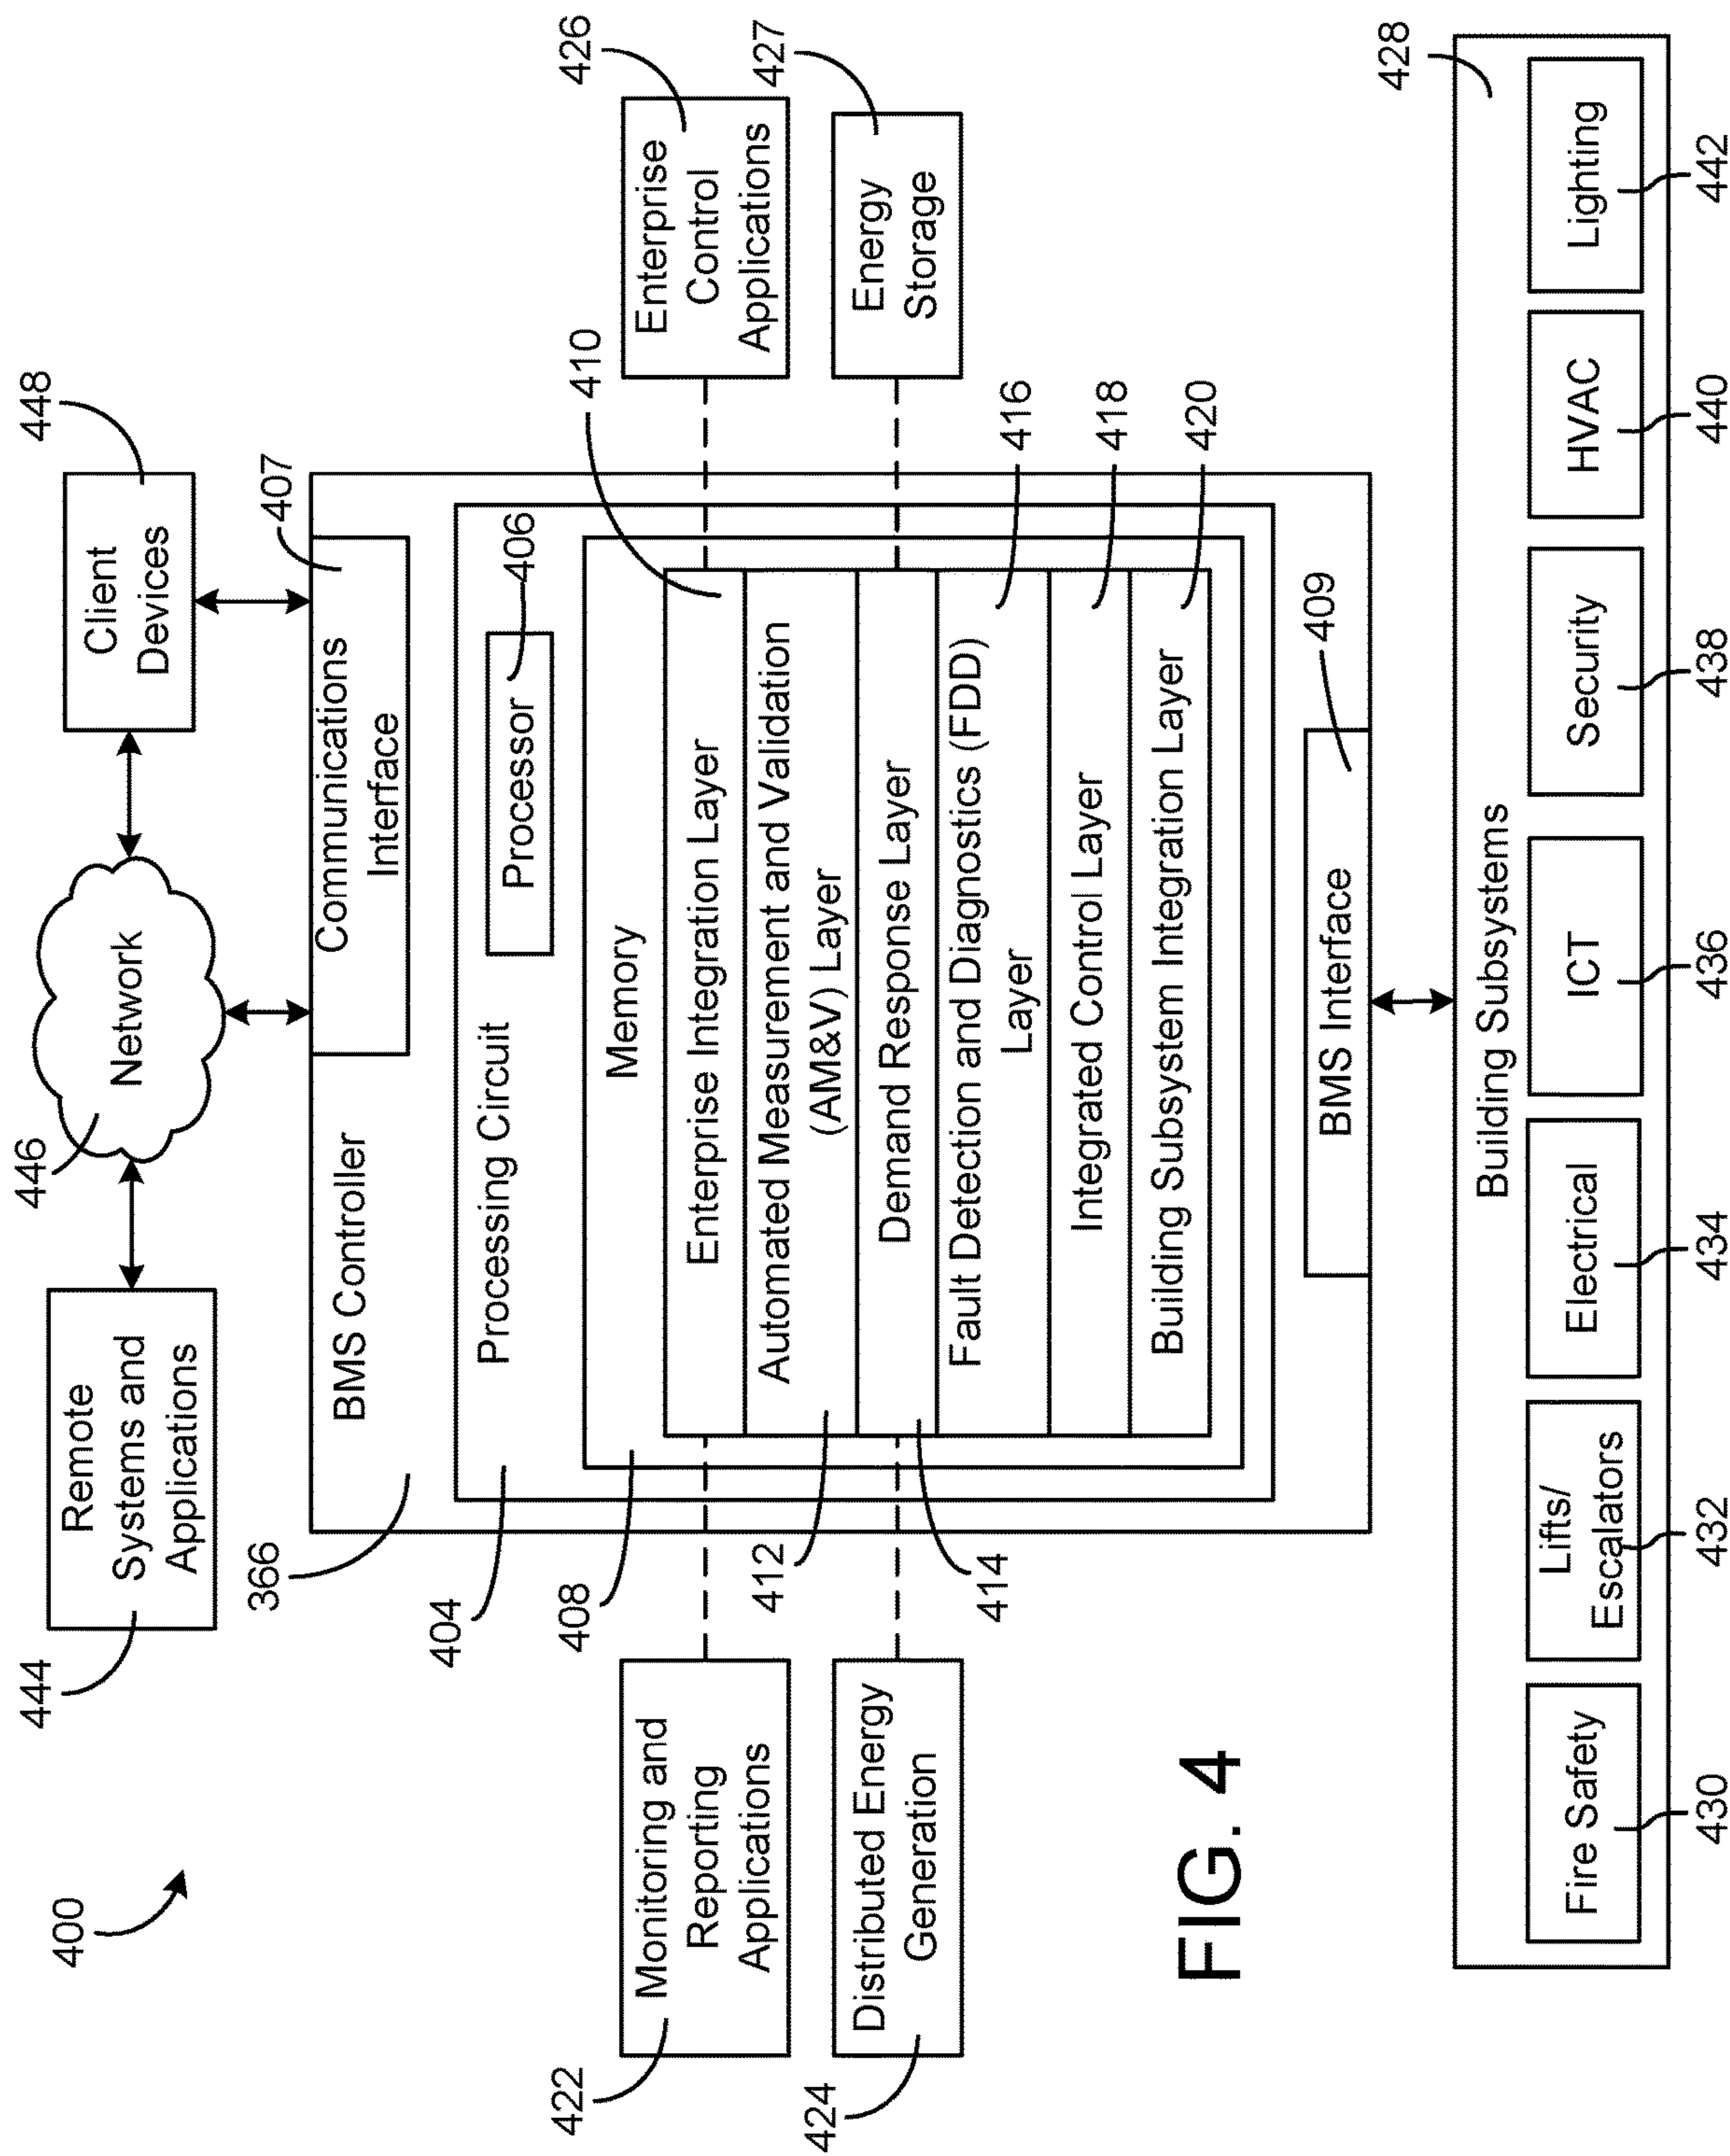 400
444
Remote
Systems and
Applications
446
Network
448
Client
Devices
366
BMS Controller
407
Communications
Interface
404
Processing Circuit
Processor
406
408
Memory
410
Enterprise Integration Layer
Automated Measurement and Validation
(AM&V) Layer
412
Demand Response Layer
414
Fault Detection and Diagnostics (FDD)
Layer
416
Integrated Control Layer
418
Building Subsystem Integration Layer
420
BMS Interface
409
422
Monitoring and
Reporting
Applications
424
Distributed Energy
Generation
426
Enterprise
Control
Applications
427
Energy
Storage
FIG. 4
Building Subsystems
428
Fire Safety
Lifts/
Escalators
Electrical
ICT
Security
HVAC
Lighting
430
432
434
436
438
440
442